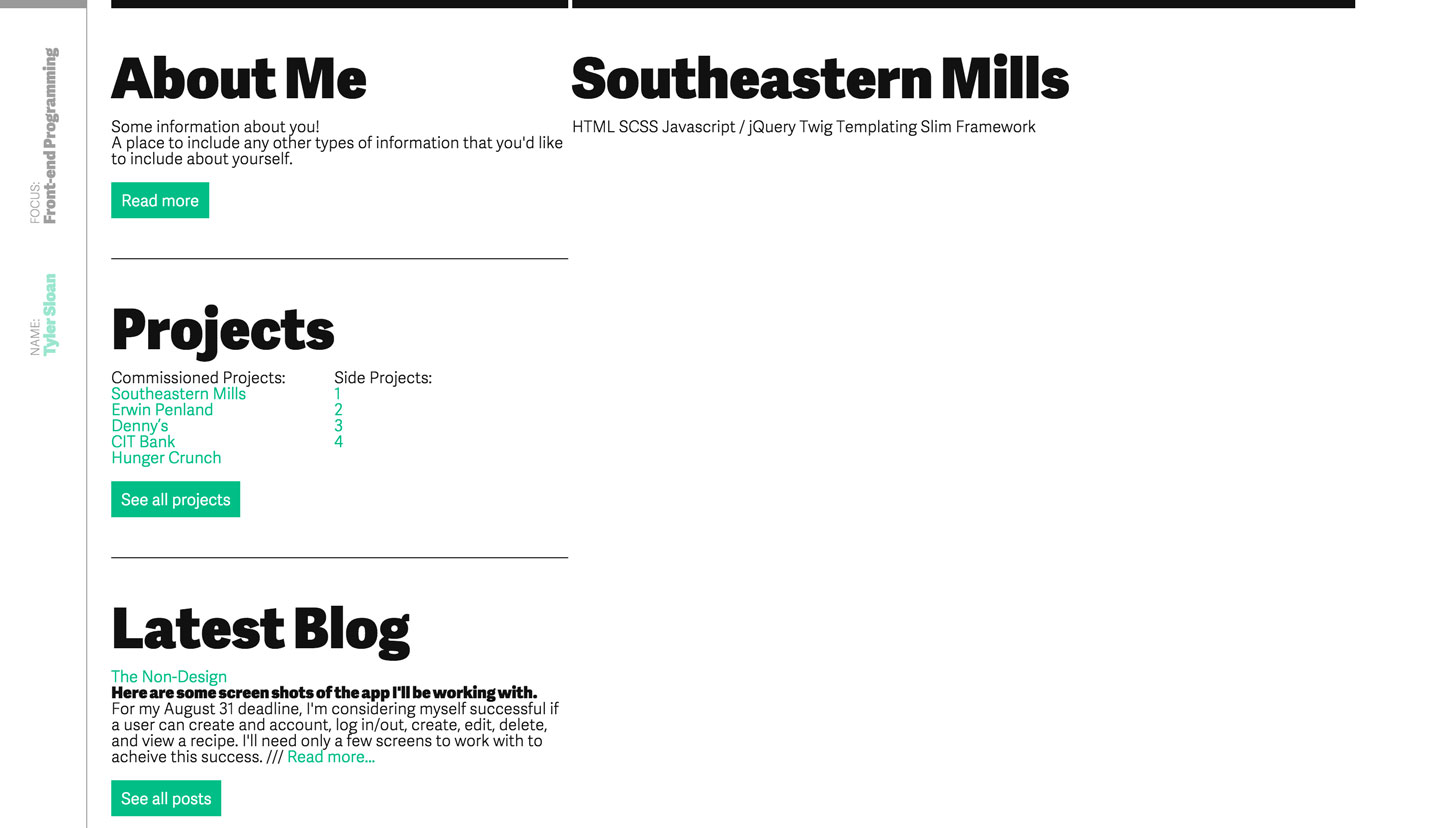 FOCUS:
Front-end Programming
NAME:
Tyler Sloan
About Me
Some information about you!
A place to include any other types of information that you'd like
to include about yourself.
Read more
Projects
Commissioned Projects:
Southeastern Mills
Erwin Penland
Denny’s
CIT Bank
Hunger Crunch
Side Projects:
1
2
3
4
See all projects
Latest Blog
The Non-Design
Here are some screen shots of the app I'll be working with.
For my August 31 deadline, I'm considering myself successful if
a user can create and account, log in/out, create, edit, delete,
and view a recipe. I'll need only a few screens to work with to
acheive this success. /// Read more...
See all posts
Southeastern Mills
HTML SCSS Javascript / jQuery Twig Templating Slim Framework